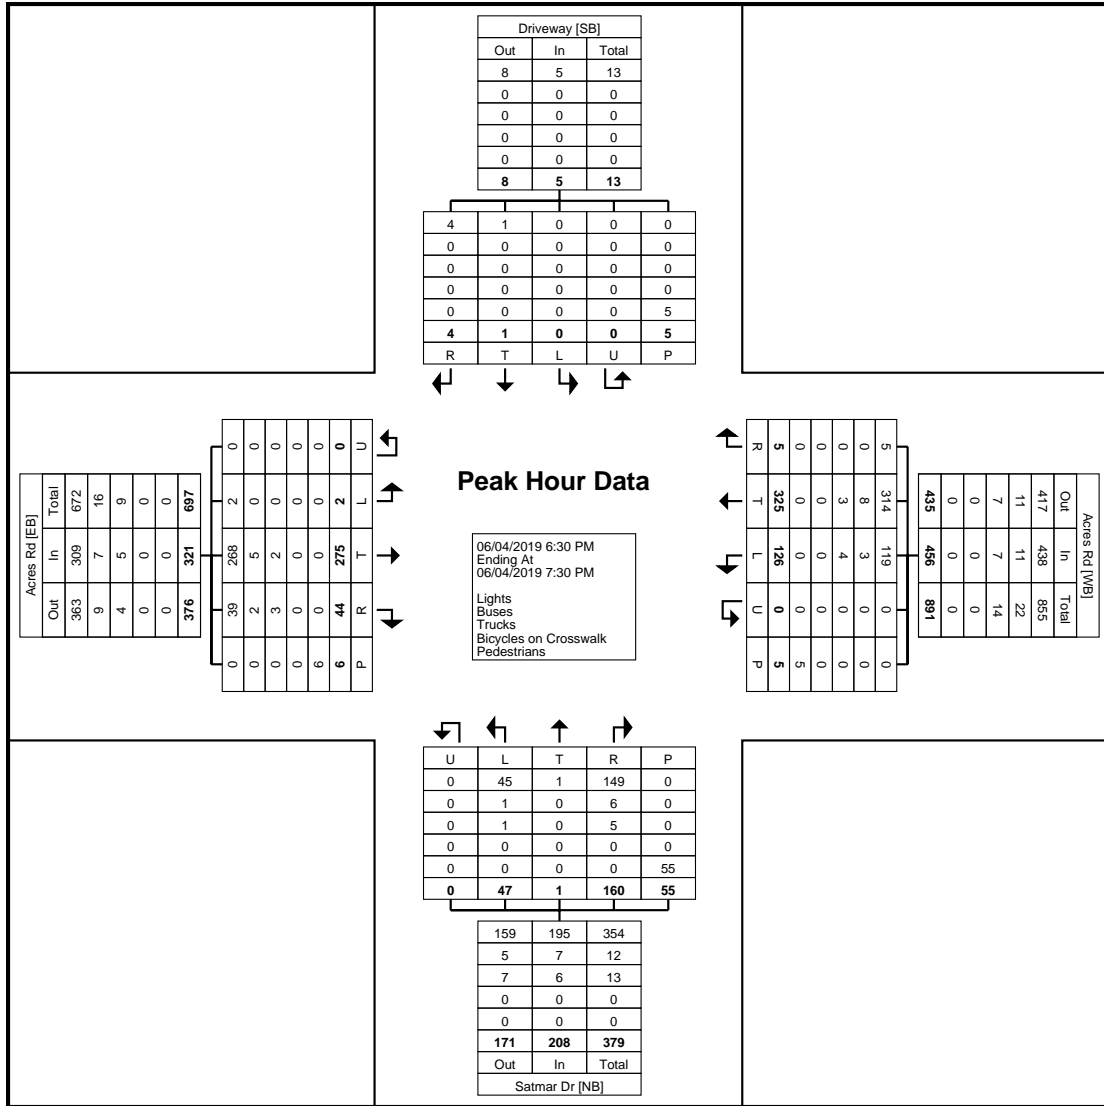 Driveway [SB]
Out In Total
8 5 13
0 0 0
0 0 0
0 0 0
0 0 0
8 5 13
4 1 0 0 0
0 0 0 0 0
0 0 0 0 0
0 0 0 0 0
0 0 0 0 5
4 1 0 0 5
R T L U P
Acres Rd [EB]
Total 672 16 9 0 0 697
In 309 7 5 0 0 321
Out 363 9 4 0 0 376
0 0 0 0 0 0 U
2 0 0 0 0 2 L
268 5 2 0 0 275 T
39 2 3 0 0 44 R
0 0 0 0 6 6 P
Peak Hour Data
06/04/2019 6:30 PM
Ending At
06/04/2019 7:30 PM
Lights
Buses
Trucks
Bicycles on Crosswalk
Pedestrians
R 5 0 0 0 0 5
T 325 0 0 3 8 314
L 126 0 0 4 3 119
U 0 0 0 0 0 0
P 5 5 0 0 0 0
435 0 0 7 11 417 Out
456 0 0 7 11 438 In
891 0 0 14 22 855 Total
Acres Rd [WB]
U L T R P
0 45 1 149 0
0 1 0 6 0
0 1 0 5 0
0 0 0 0 0
0 0 0 0 55
0 47 1 160 55
159 195 354
5 7 12
7 6 13
0 0 0
0 0 0
171 208 379
Out In Total
Satmar Dr [NB]